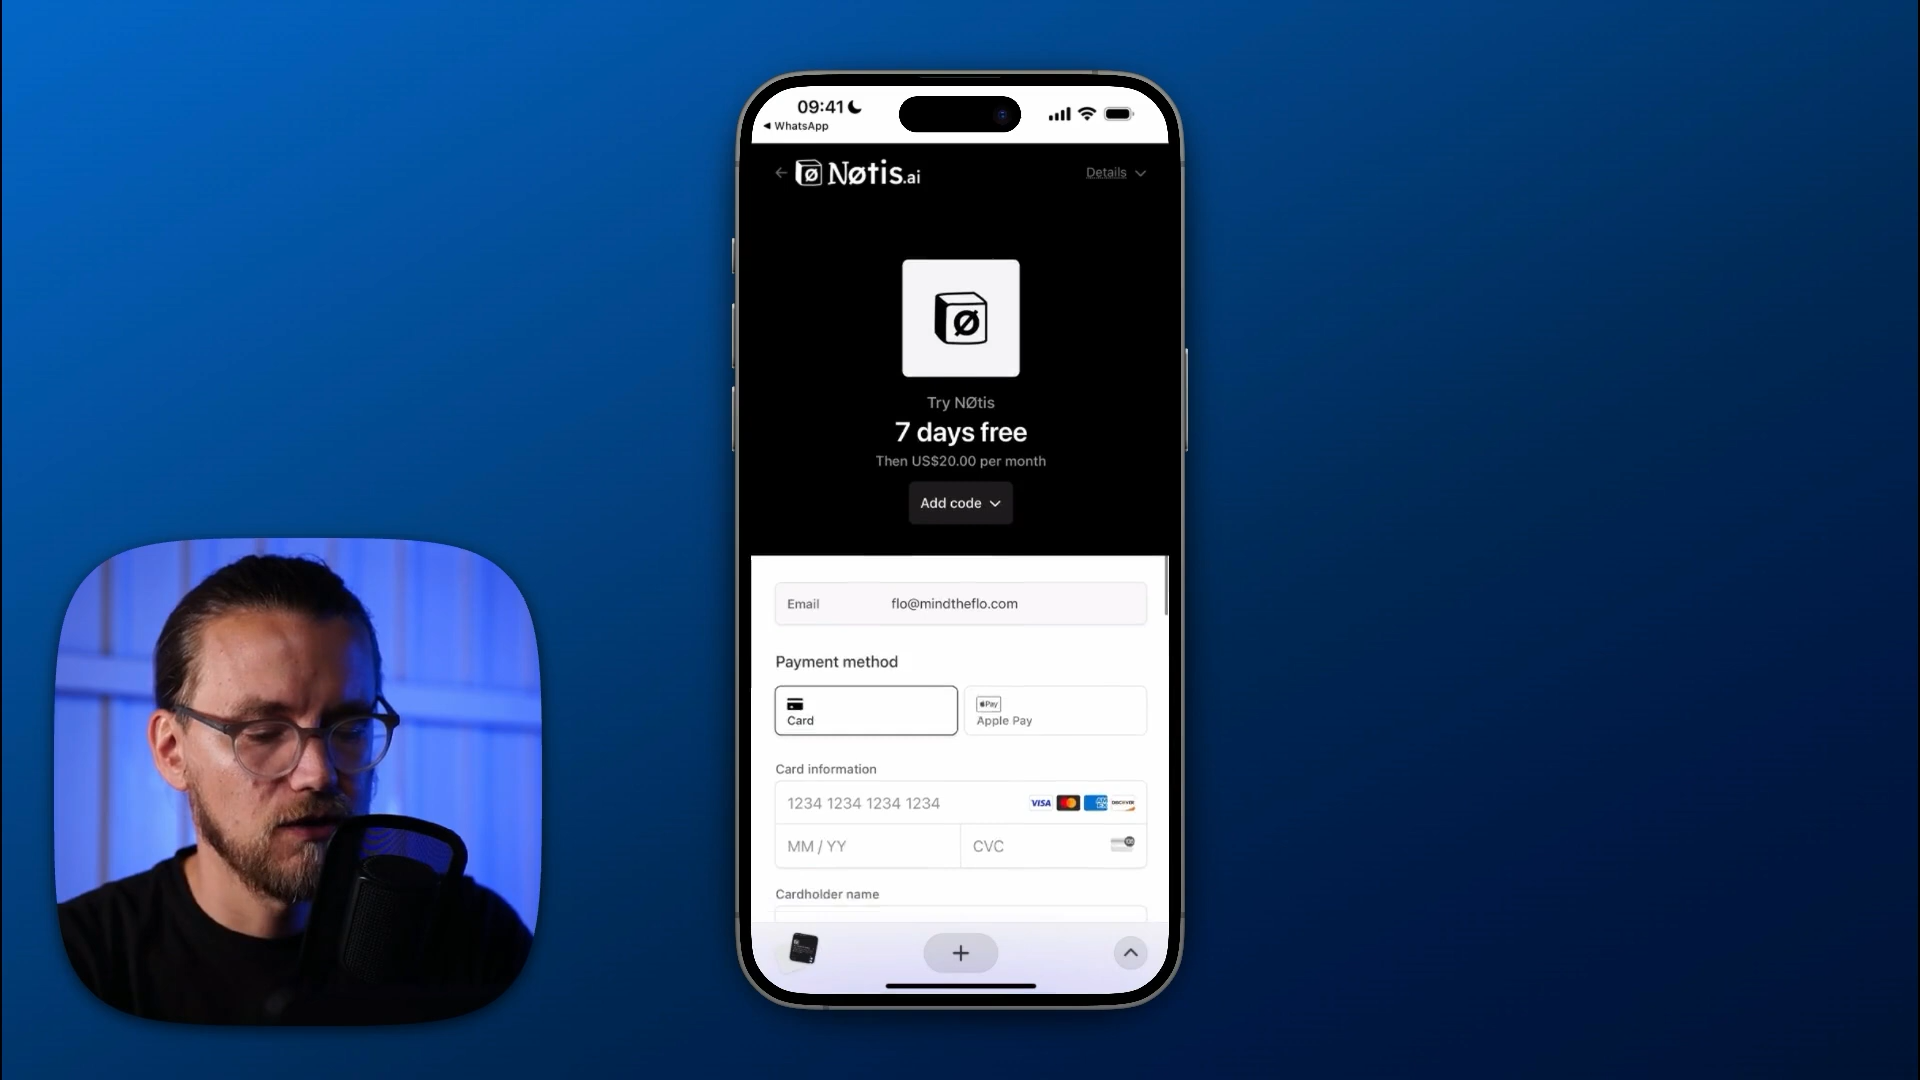 09:41
◀ WhatsApp
← Nøtis.ai
Details
Try NØtis
7 days free
Then US$20.00 per month
Add code
Email flo@mindtheflo.com
Payment method
Card
Pay
Apple Pay
Card information
1234 1234 1234 1234 VISA DISCOVER
MM / YY CVC
Cardholder name
+